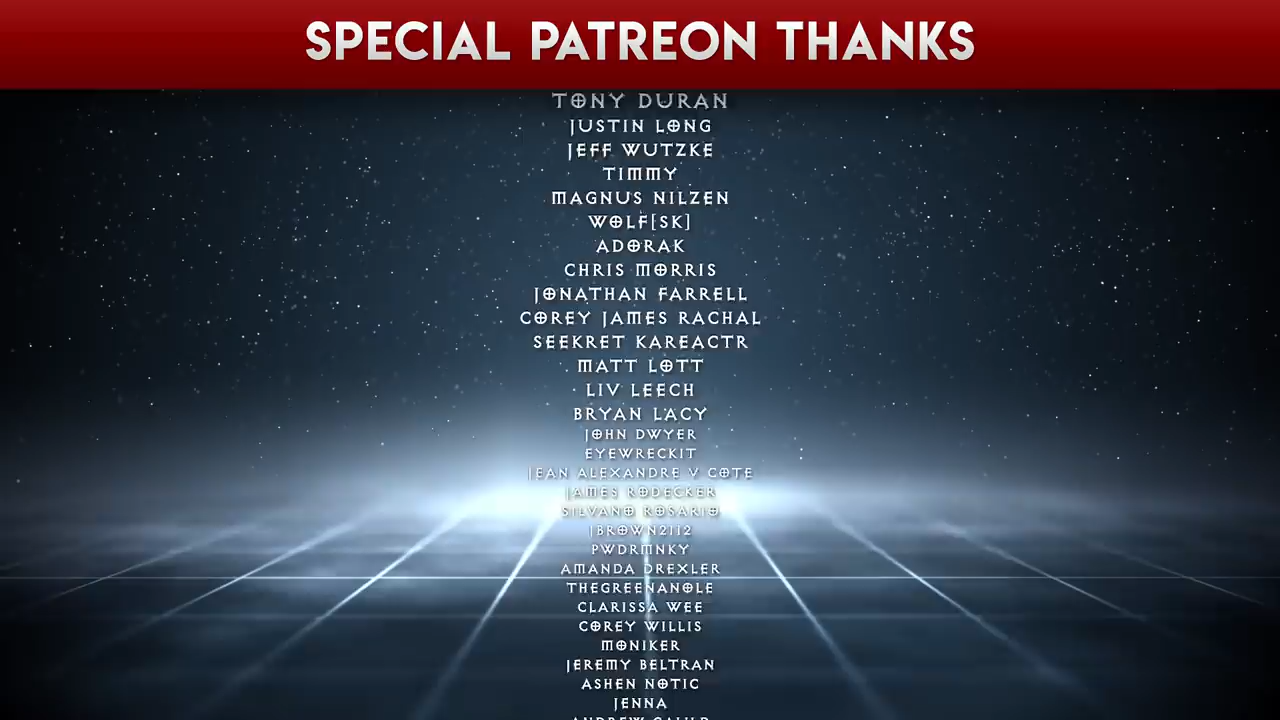 SPECIAL PATREON THANKS
TONY DURAN
JUSTIN LONG
JEFF WUTZKE
TIMMY
MAGNUS NILZEN
WOLF[SK]
ADORAK
CHRIS MORRIS
JONATHAN FARRELL
COREY JAMES RACHAL
SEEKRET KAREACTR
MATT LOTT
LIV LEECH
BRYAN LACY
JOHN DWYER
EYEWRECKIT
JEAN ALEXANDRE V COTE
JAMES RODECKER
SILVANO ROSARIO
JBROWN2112
PWDRMNKY
AMANDA DREXLER
THEGREENANOLE
CLARISSA WEE
COREY WILLIS
MONIKER
JEREMY BELTRAN
ASHEN NOTIC
JENNA
ANDREW